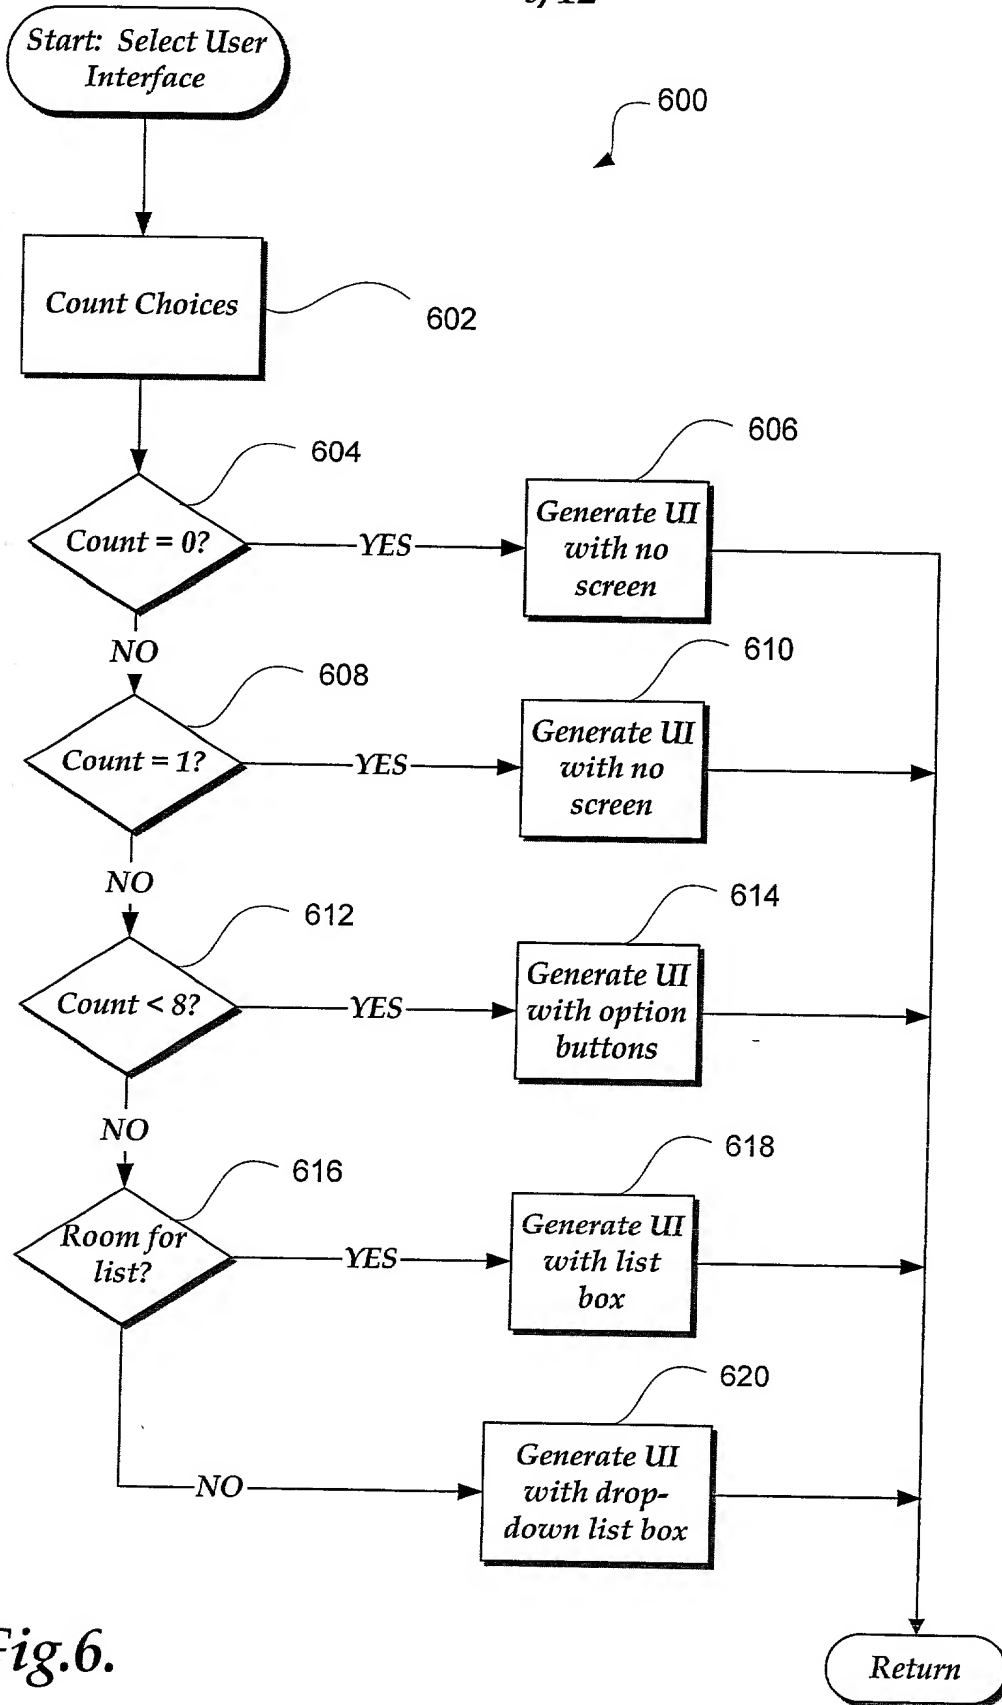 Start: Select User
Interface
600
Count Choices
602
604
Count = 0?
YES
606
Generate UI
with no
screen
NO
608
Count = 1?
YES
610
Generate UI
with no
screen
NO
612
Count < 8?
YES
614
Generate UI
with option
buttons
NO
616
Room for
list?
YES
618
Generate UI
with list
box
NO
620
Generate UI
with drop-
down list box
Fig.6.
Return